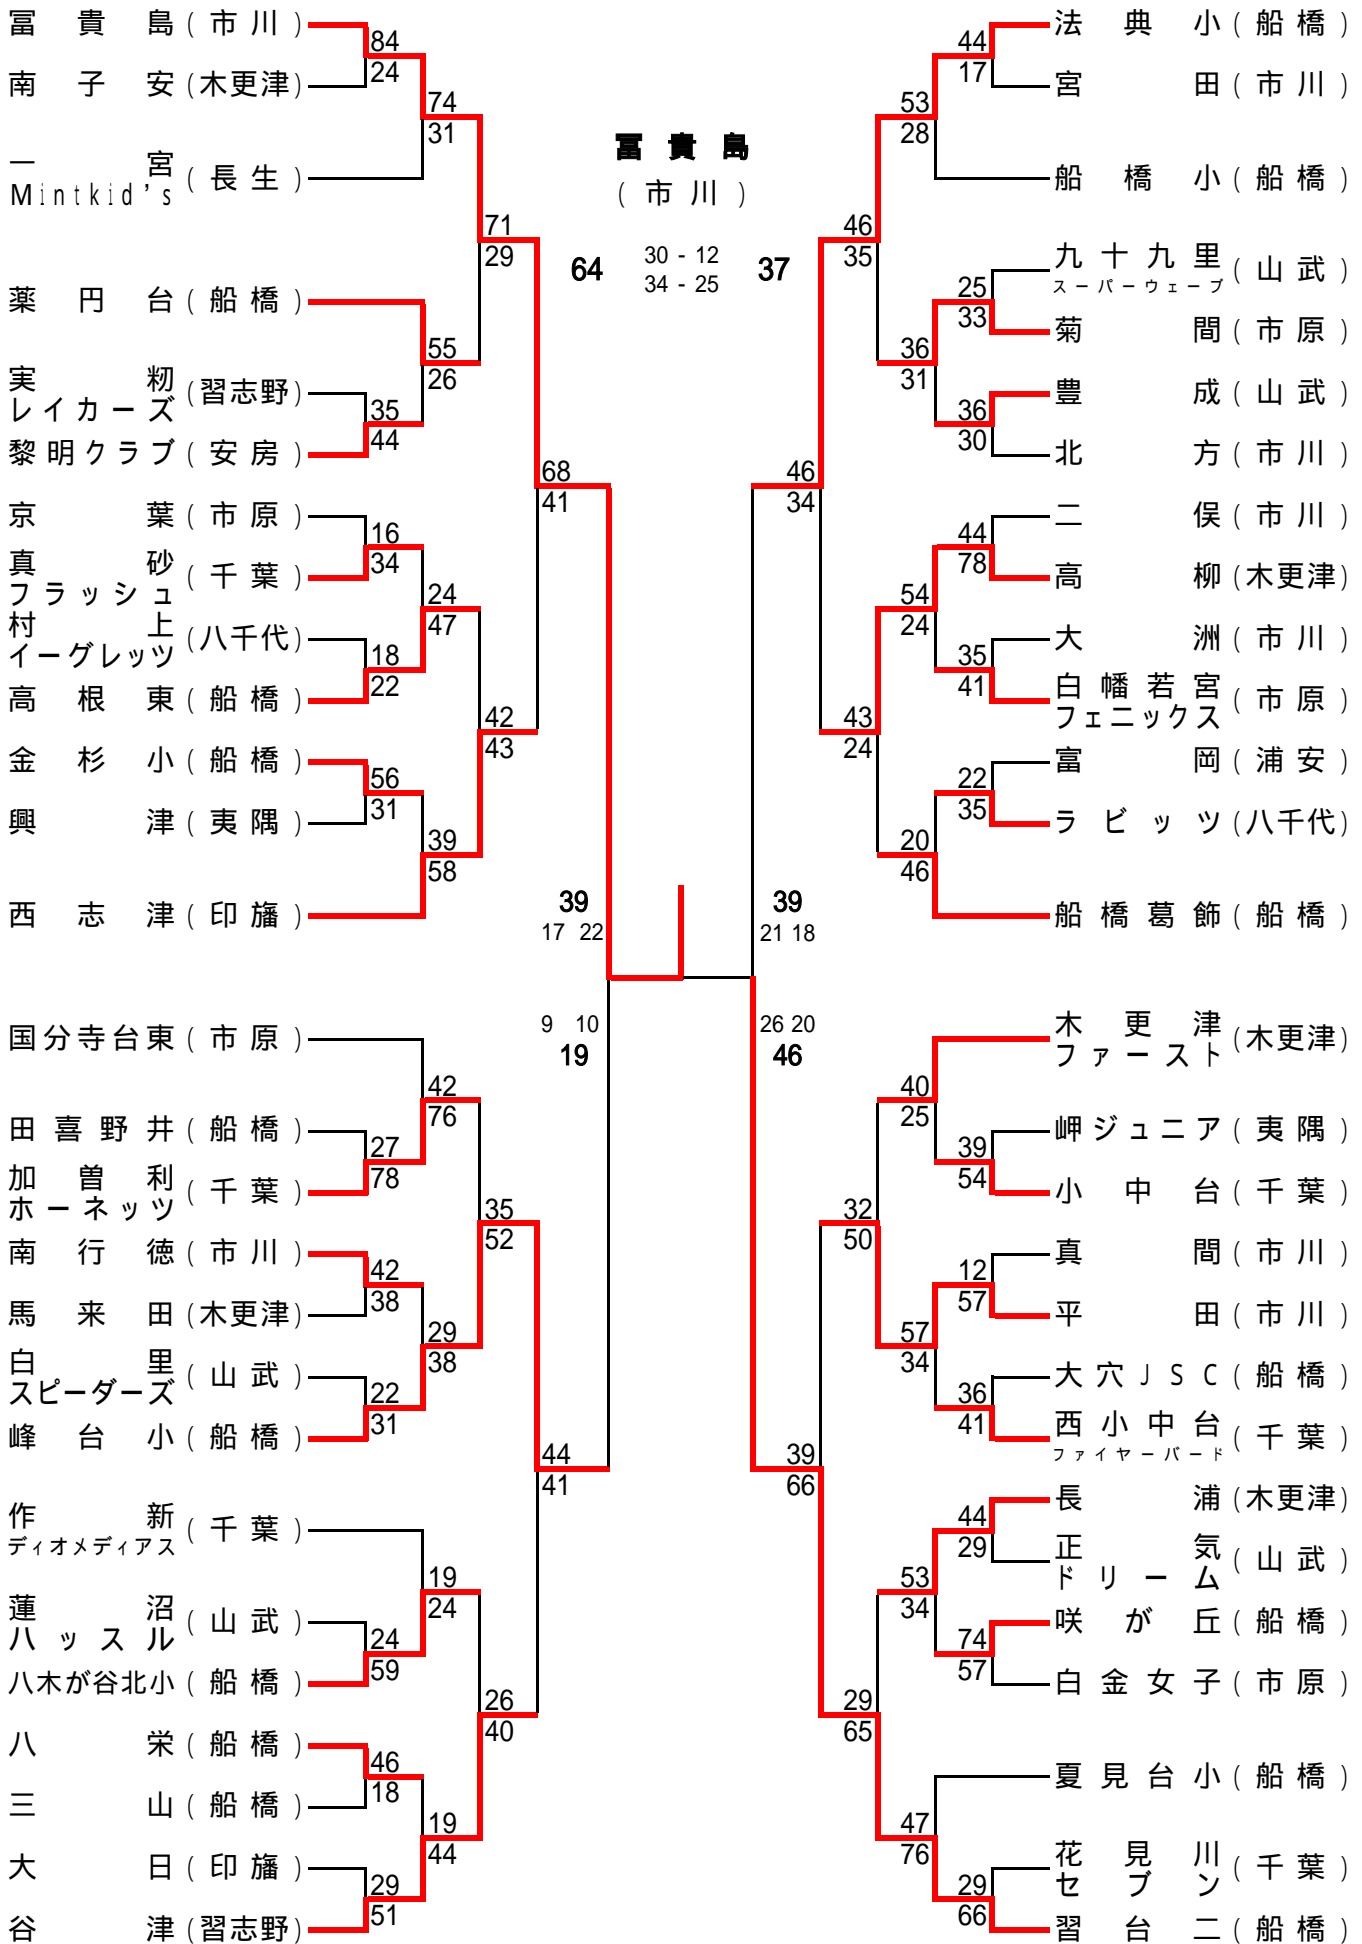 冨貴島(市川)
84
24
南子安(木更津)
74
31
一宮
Mintkid's
(長生)
71
29
薬円台(船橋)
55
26
実籾
レイカーズ
(習志野)
35
44
黎明クラブ(安房)
68
41
京葉(市原)
16
34
真砂
フラッシュ
(千葉)
24
47
村上
イーグレッツ
(八千代)
18
22
高根東(船橋)
42
43
金杉小(船橋)
56
31
興津(夷隅)
39
58
西志津(印旛)
冨貴島
(市川)
64
30 - 12
34 - 25
37
39
17 22
39
21 18
9 10
19
26 20
46
国分寺台東(市原)
42
76
田喜野井(船橋)
27
78
加曽利
ホーネッツ
(千葉)
35
52
南行徳(市川)
42
38
馬来田(木更津)
29
38
白里
スピーダーズ
(山武)
22
31
峰台小(船橋)
44
41
作新
ディオメディアス
(千葉)
19
24
蓮沼
ハッスル
(山武)
24
59
八木が谷北小(船橋)
26
40
八栄(船橋)
46
18
三山(船橋)
19
44
大日(印旛)
29
51
谷津(習志野)
法典小(船橋)
44
17
宮田(市川)
53
28
船橋小(船橋)
46
35
九十九里
スーパーウェーブ
(山武)
25
33
菊間(市原)
36
31
豊成(山武)
36
30
北方(市川)
46
34
二俣(市川)
44
78
高柳(木更津)
54
24
大洲(市川)
35
41
白幡若宮
フェニックス
(市原)
43
24
富岡(浦安)
22
35
ラビッツ(八千代)
20
46
船橋葛飾(船橋)
木更津
ファースト
(木更津)
40
25
岬ジュニア(夷隅)
39
54
小中台(千葉)
32
50
真間(市川)
12
57
平田(市川)
57
34
大穴JSC(船橋)
36
41
西小中台
ファイヤーバード
(千葉)
39
66
長浦(木更津)
44
29
正気
ドリーム
(山武)
53
34
咲が丘(船橋)
74
57
白金女子(市原)
29
65
夏見台小(船橋)
47
76
花見川
セブン
(千葉)
29
66
習台二(船橋)